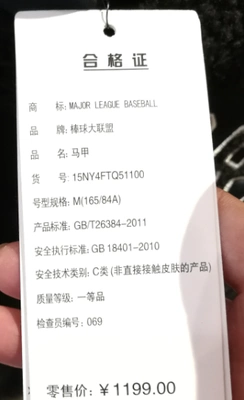 合格证
商 标: MAJOR LEAGUE BASEBALL
品 牌: 棒球大联盟
品 名: 马甲
货 号: 15NY4FTQ51100
号型规格: M(165/84A)
产品标准: GB/T26384-2011
安全执行标准: GB 18401-2010
安全技术类别: C类 (非直接接触皮肤的产品)
质量等级: 一等品
检查员编号: 069
零售价: ¥1199.00